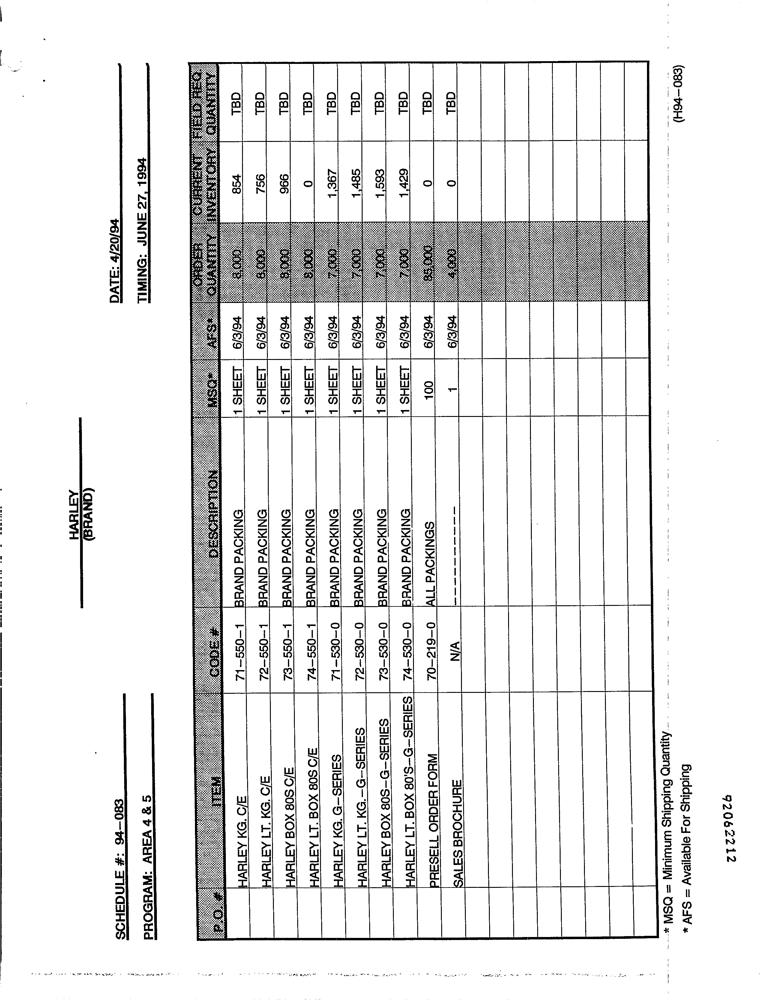 HARLEY
(BRAND)
SCHEDULE #: 94-083 DATE: 4/20/94
PROGRAM: AREA 4 & 5 TIMING: JUNE 27, 1994
P.O. # ITEM CODE # DESCRIPTION MSQ* AFS* ORDER QUANTITY CURRENT INVENTORY FIELD REQ. QUANTITY
HARLEY KG. C/E 71-550-1 BRAND PACKING 1 SHEET 6/3/94 8,000 854 TBD
HARLEY LT. KG. C/E 72-550-1 BRAND PACKING 1 SHEET 6/3/94 756 TBD
HARLEY BOX 80S C/E 73-550-1 BRAND PACKING 1 SHEET 6/3/94 8,000 966 TBD
HARLEY LT. BOX 80S C/E 74-550-1 BRAND PACKING 1 SHEET 6/3/94 8,000 0 TBD
HARLEY KG. G-SERIES 71-530-0 BRAND PACKING 1 SHEET 6/3/94 7,000 1,367 TBD
HARLEY LT. KG. -G-SERIES 72-530-0 BRAND PACKING 1 SHEET 6/3/94 7,000 1,485 TBD
HARLEY BOX 80S-G-SERIES 73-530-0 BRAND PACKING 1 SHEET 6/3/94 7,000 1,593 TBD
HARLEY LT. BOX 80'S-G-SERIES 74-530-0 BRAND PACKING 1 SHEET 6/3/94 7,000 1,429 TBD
PRESELL ORDER FORM 70-219-0 ALL PACKINGS 100 6/3/94 85,000 0 TBD
SALES BROCHURE N/A ----------- 1 6/3/94 4,000 0 TBD
* MSQ = Minimum Shipping Quantity (H94-083)
* AFS = Available For Shipping
92062212